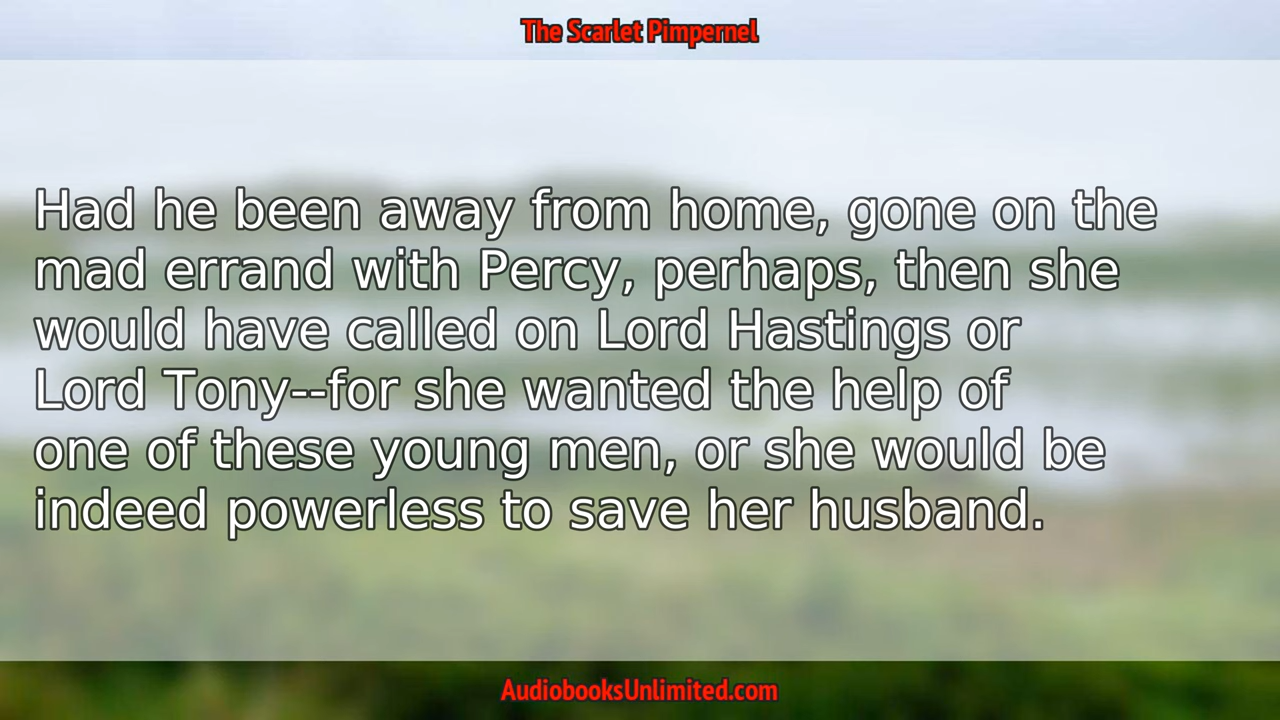 The Scarlet Pimpernel
Had he been away from home, gone on the
mad errand with Percy, perhaps, then she
would have called on Lord Hastings or
Lord Tony--for she wanted the help of
one of these young men, or she would be
indeed powerless to save her husband.
AudiobooksUnlimited.com